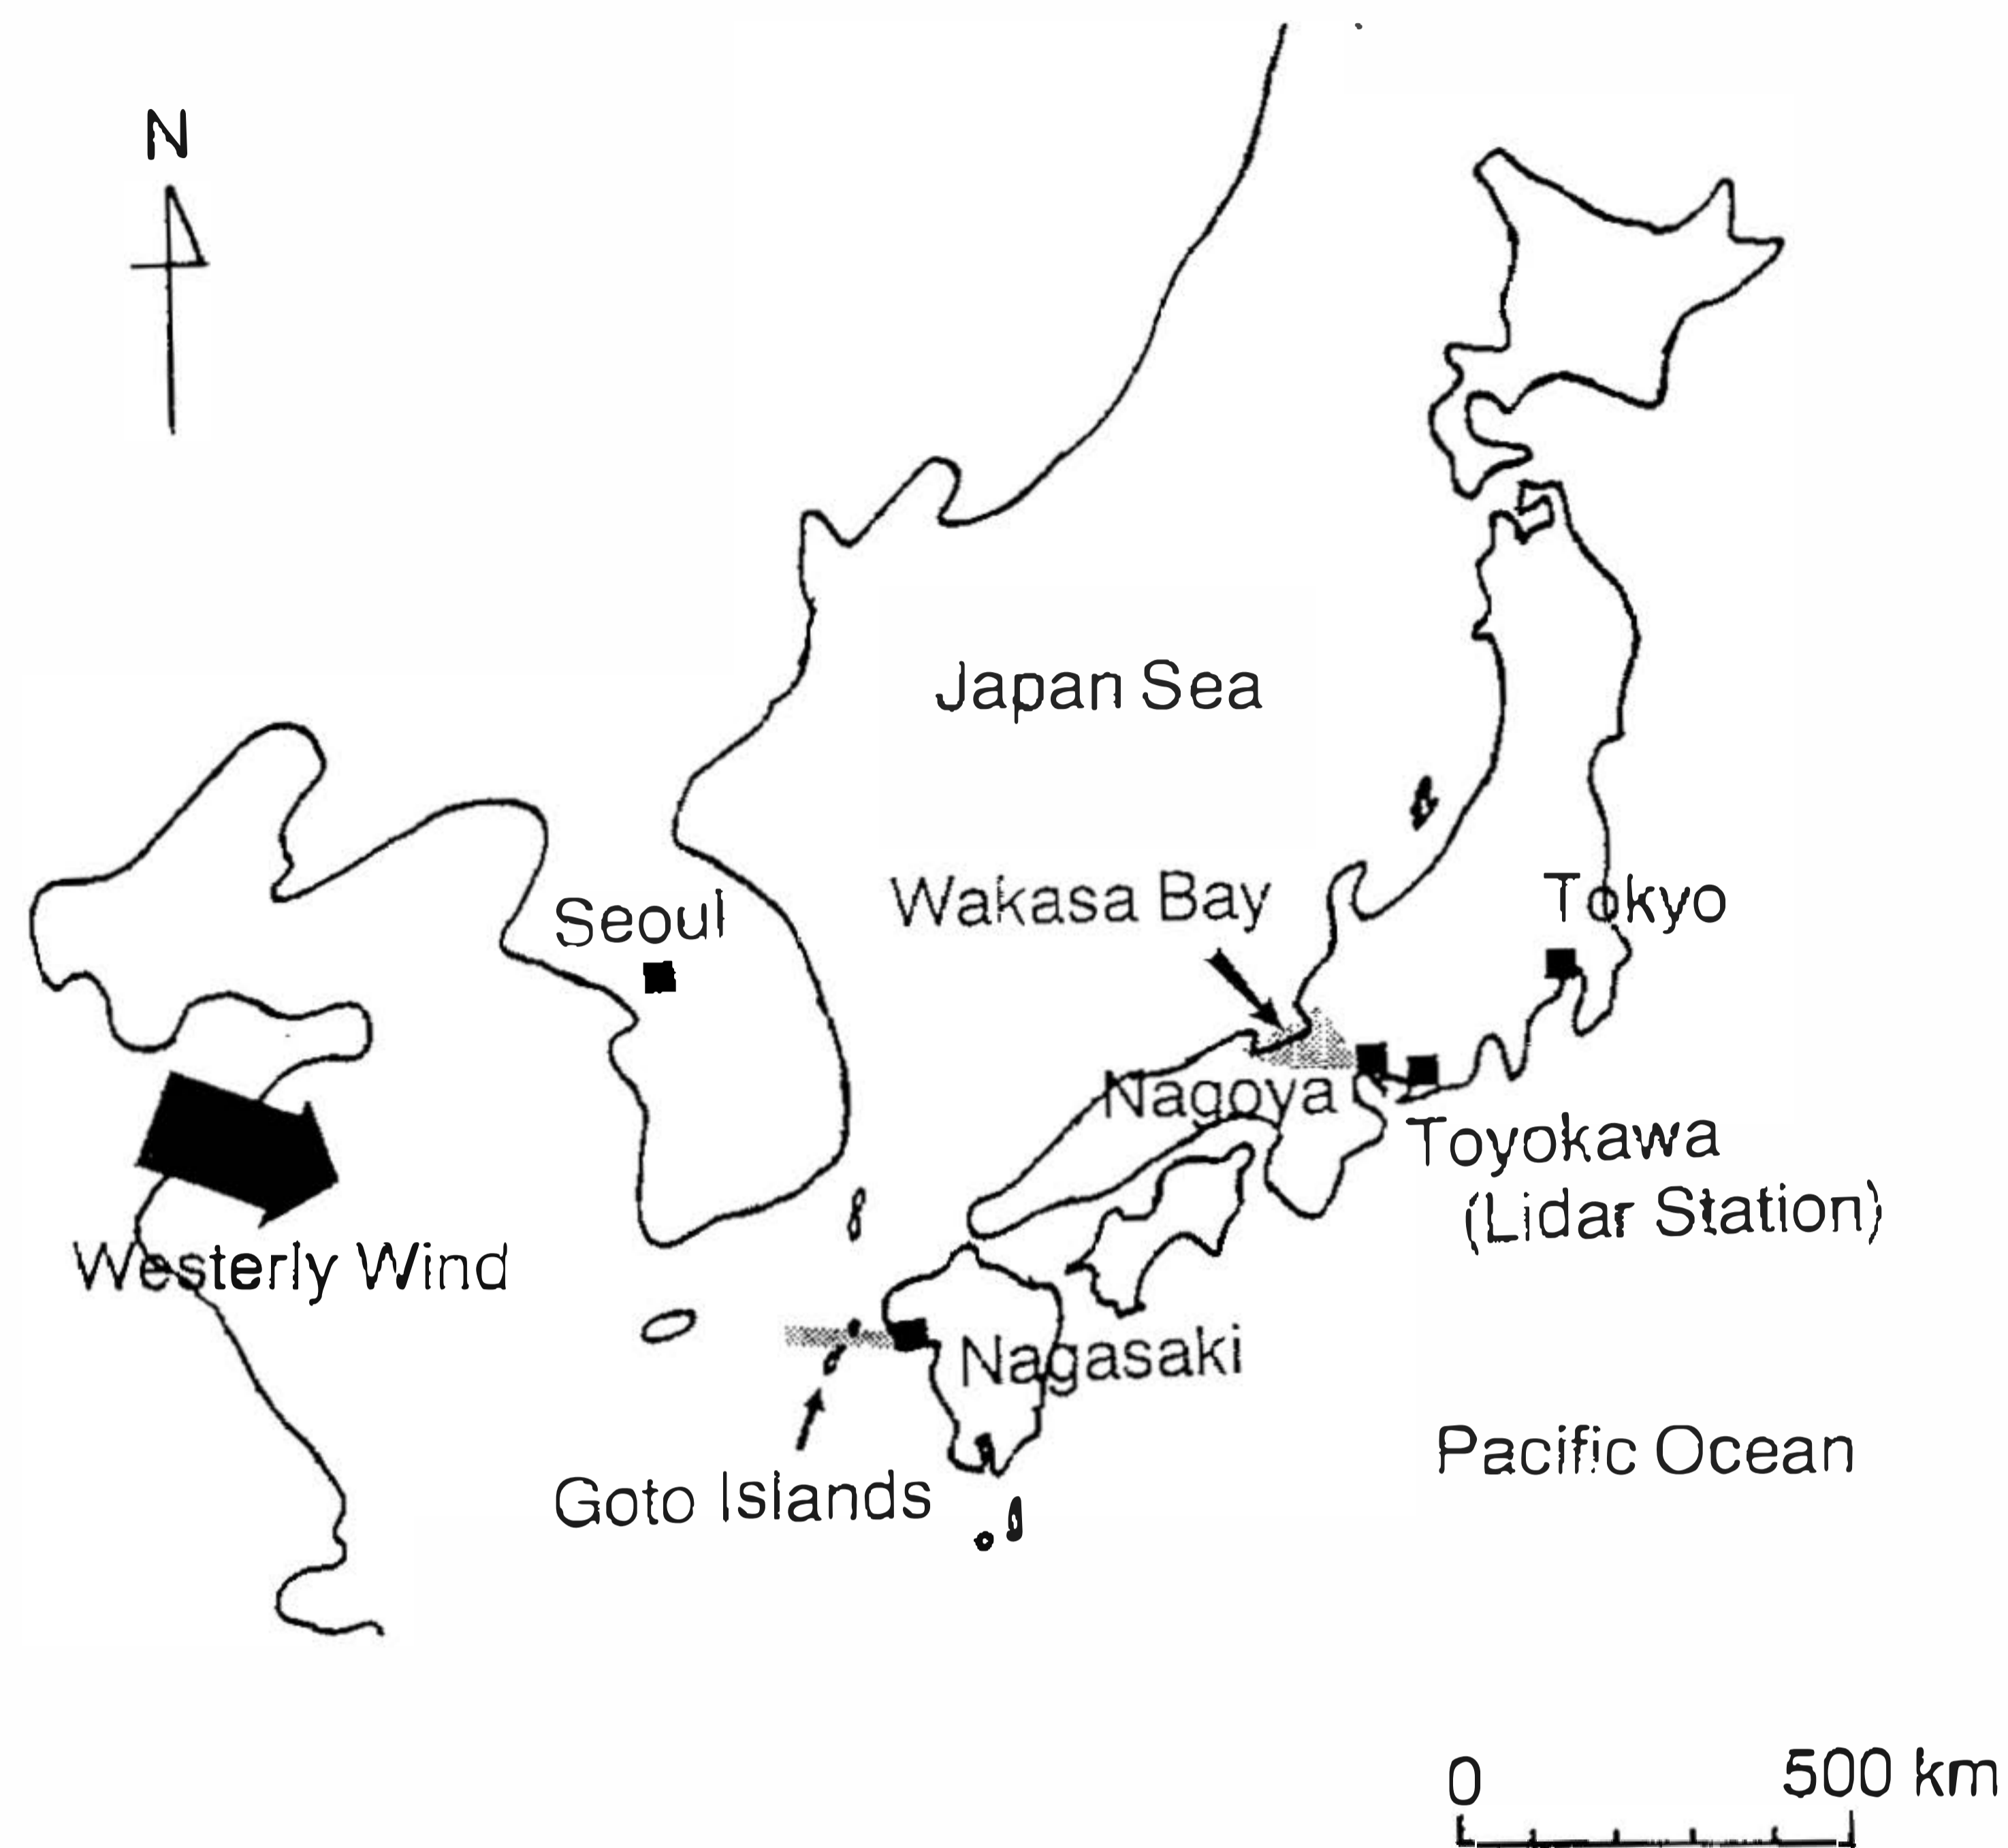 N
Japan Sea
Wakasa Bay
Tokyo
Seoul
Nagoya
Toyokawa
(Lidar Station)
Westerly Wind
Nagasaki
Pacific Ocean
Goto Islands
0 500 km